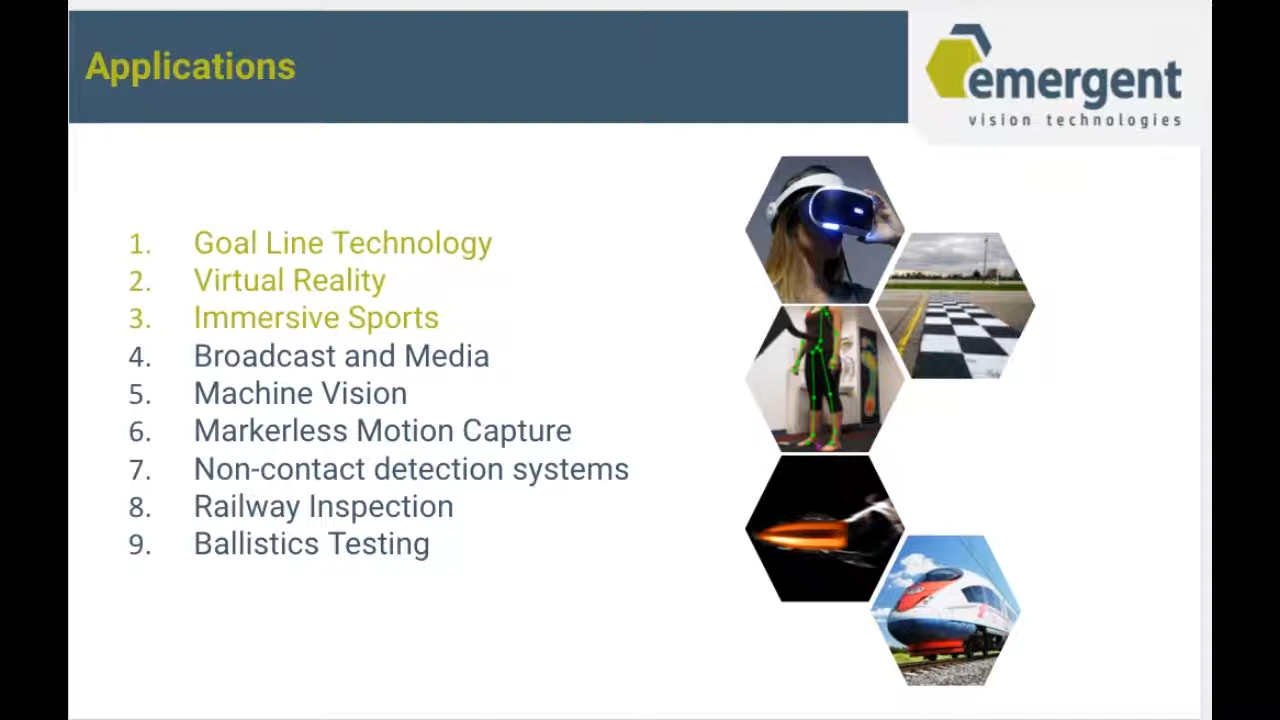 Applications
emergent
vision technologies
1. Goal Line Technology
2. Virtual Reality
3. Immersive Sports
4. Broadcast and Media
5. Machine Vision
6. Markerless Motion Capture
7. Non-contact detection systems
8. Railway Inspection
9. Ballistics Testing